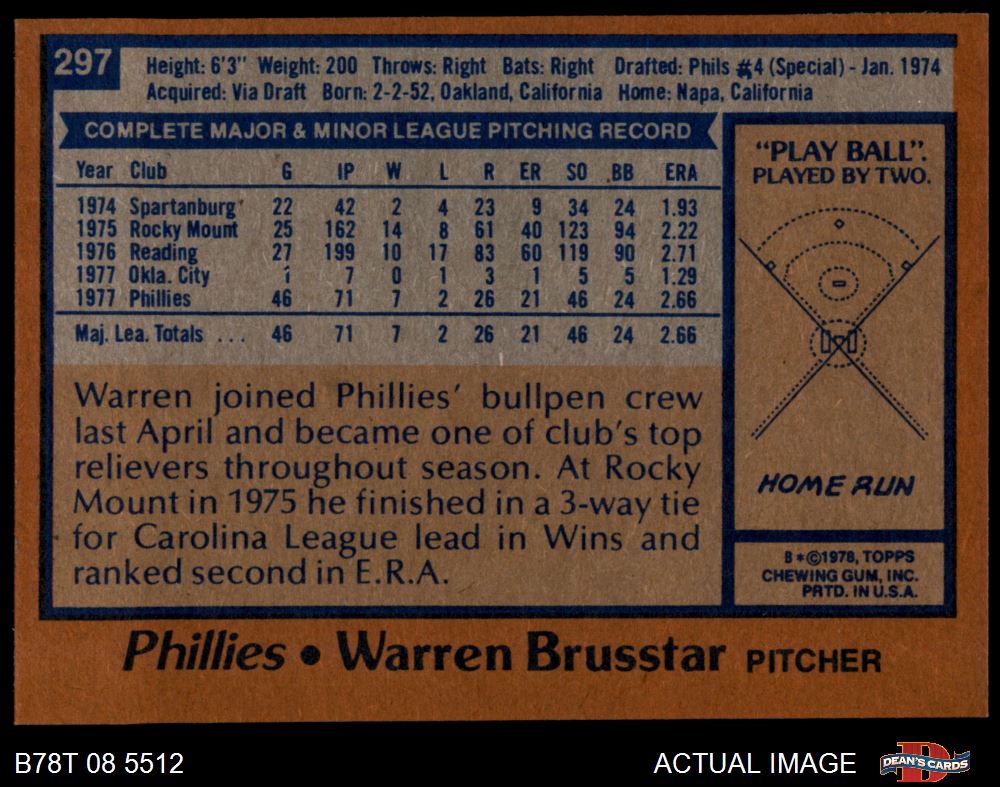 297
Height: 6'3" Weight: 200 Throws: Right Bats: Right Drafted: Phils #4 (Special) - Jan. 1974
Acquired: Via Draft Born: 2-2-52, Oakland, California Home: Napa, California
COMPLETE MAJOR & MINOR LEAGUE PITCHING RECORD
Year Club G IP W L R ER SO BB ERA
1974 Spartanburg 22 42 2 4 23 9 34 24 1.93
1975 Rocky Mount 25 162 14 8 61 40 123 94 2.22
1976 Reading 27 199 10 17 83 60 119 90 2.71
1977 Okla. City 1 7 0 1 3 1 5 5 1.29
1977 Phillies 46 71 7 2 26 21 46 24 2.66
Maj. Lea. Totals ... 46 71 7 2 26 21 46 24 2.66
Warren joined Phillies' bullpen crew
last April and became one of club's top
relievers throughout season. At Rocky
Mount in 1975 he finished in a 3-way tie
for Carolina League lead in Wins and
ranked second in E.R.A.
"PLAY BALL".
PLAYED BY TWO.
HOME RUN
B*©1978, TOPPS
CHEWING GUM, INC.
PRTD. IN U.S.A.
Phillies • Warren Brusstar PITCHER
B78T 08 5512
ACTUAL IMAGE
DEAN'S CARDS